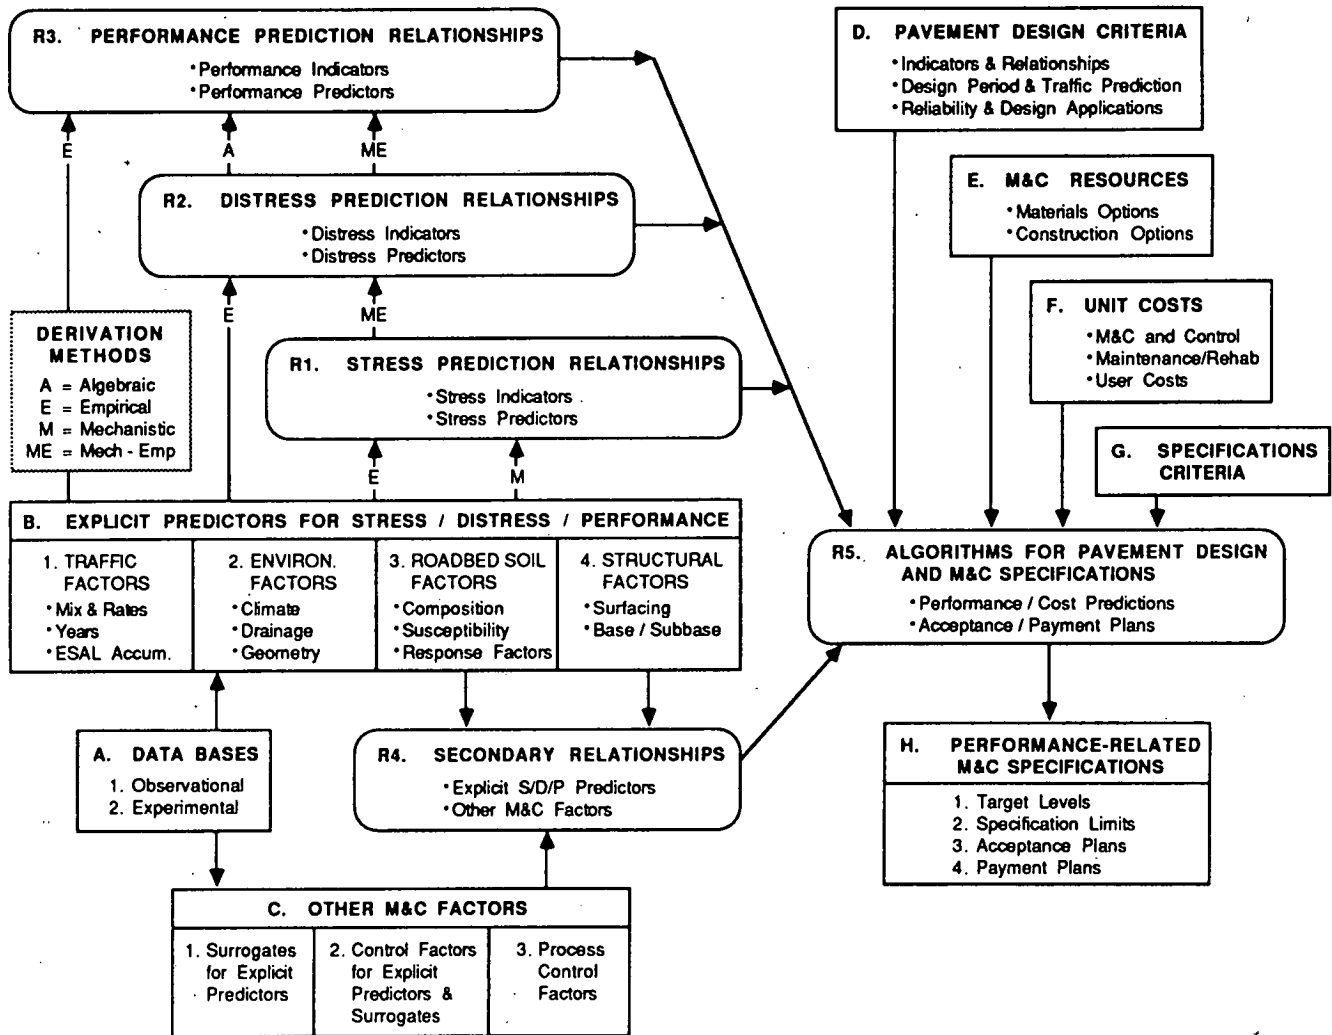 R3. PERFORMANCE PREDICTION RELATIONSHIPS
•Performance Indicators
•Performance Predictors
E
A
ME
R2. DISTRESS PREDICTION RELATIONSHIPS
•Distress Indicators
•Distress Predictors
E
ME
DERIVATION
METHODS
A = Algebraic
E = Empirical
M = Mechanistic
ME = Mech - Emp
R1. STRESS PREDICTION RELATIONSHIPS
•Stress Indicators
•Stress Predictors
E
M
B. EXPLICIT PREDICTORS FOR STRESS / DISTRESS / PERFORMANCE
1. TRAFFIC
FACTORS
•Mix & Rates
•Years
•ESAL Accum.
2. ENVIRON.
FACTORS
•Climate
•Drainage
•Geometry
3. ROADBED SOIL
FACTORS
•Composition
•Susceptibility
•Response Factors
4. STRUCTURAL
FACTORS
•Surfacing
•Base / Subbase
A. DATA BASES
1. Observational
2. Experimental
R4. SECONDARY RELATIONSHIPS
•Explicit S/D/P Predictors
•Other M&C Factors
C. OTHER M&C FACTORS
1. Surrogates
for Explicit
Predictors
2. Control Factors
for Explicit
Predictors &
Surrogates
3. Process
Control
Factors
D. PAVEMENT DESIGN CRITERIA
•Indicators & Relationships
•Design Period & Traffic Prediction
•Reliability & Design Applications
E. M&C RESOURCES
•Materials Options
•Construction Options
F. UNIT COSTS
•M&C and Control
•Maintenance/Rehab
•User Costs
G. SPECIFICATIONS
CRITERIA
R5. ALGORITHMS FOR PAVEMENT DESIGN
AND M&C SPECIFICATIONS
•Performance / Cost Predictions
•Acceptance / Payment Plans
H. PERFORMANCE-RELATED
M&C SPECIFICATIONS
1. Target Levels
2. Specification Limits
3. Acceptance Plans
4. Payment Plans